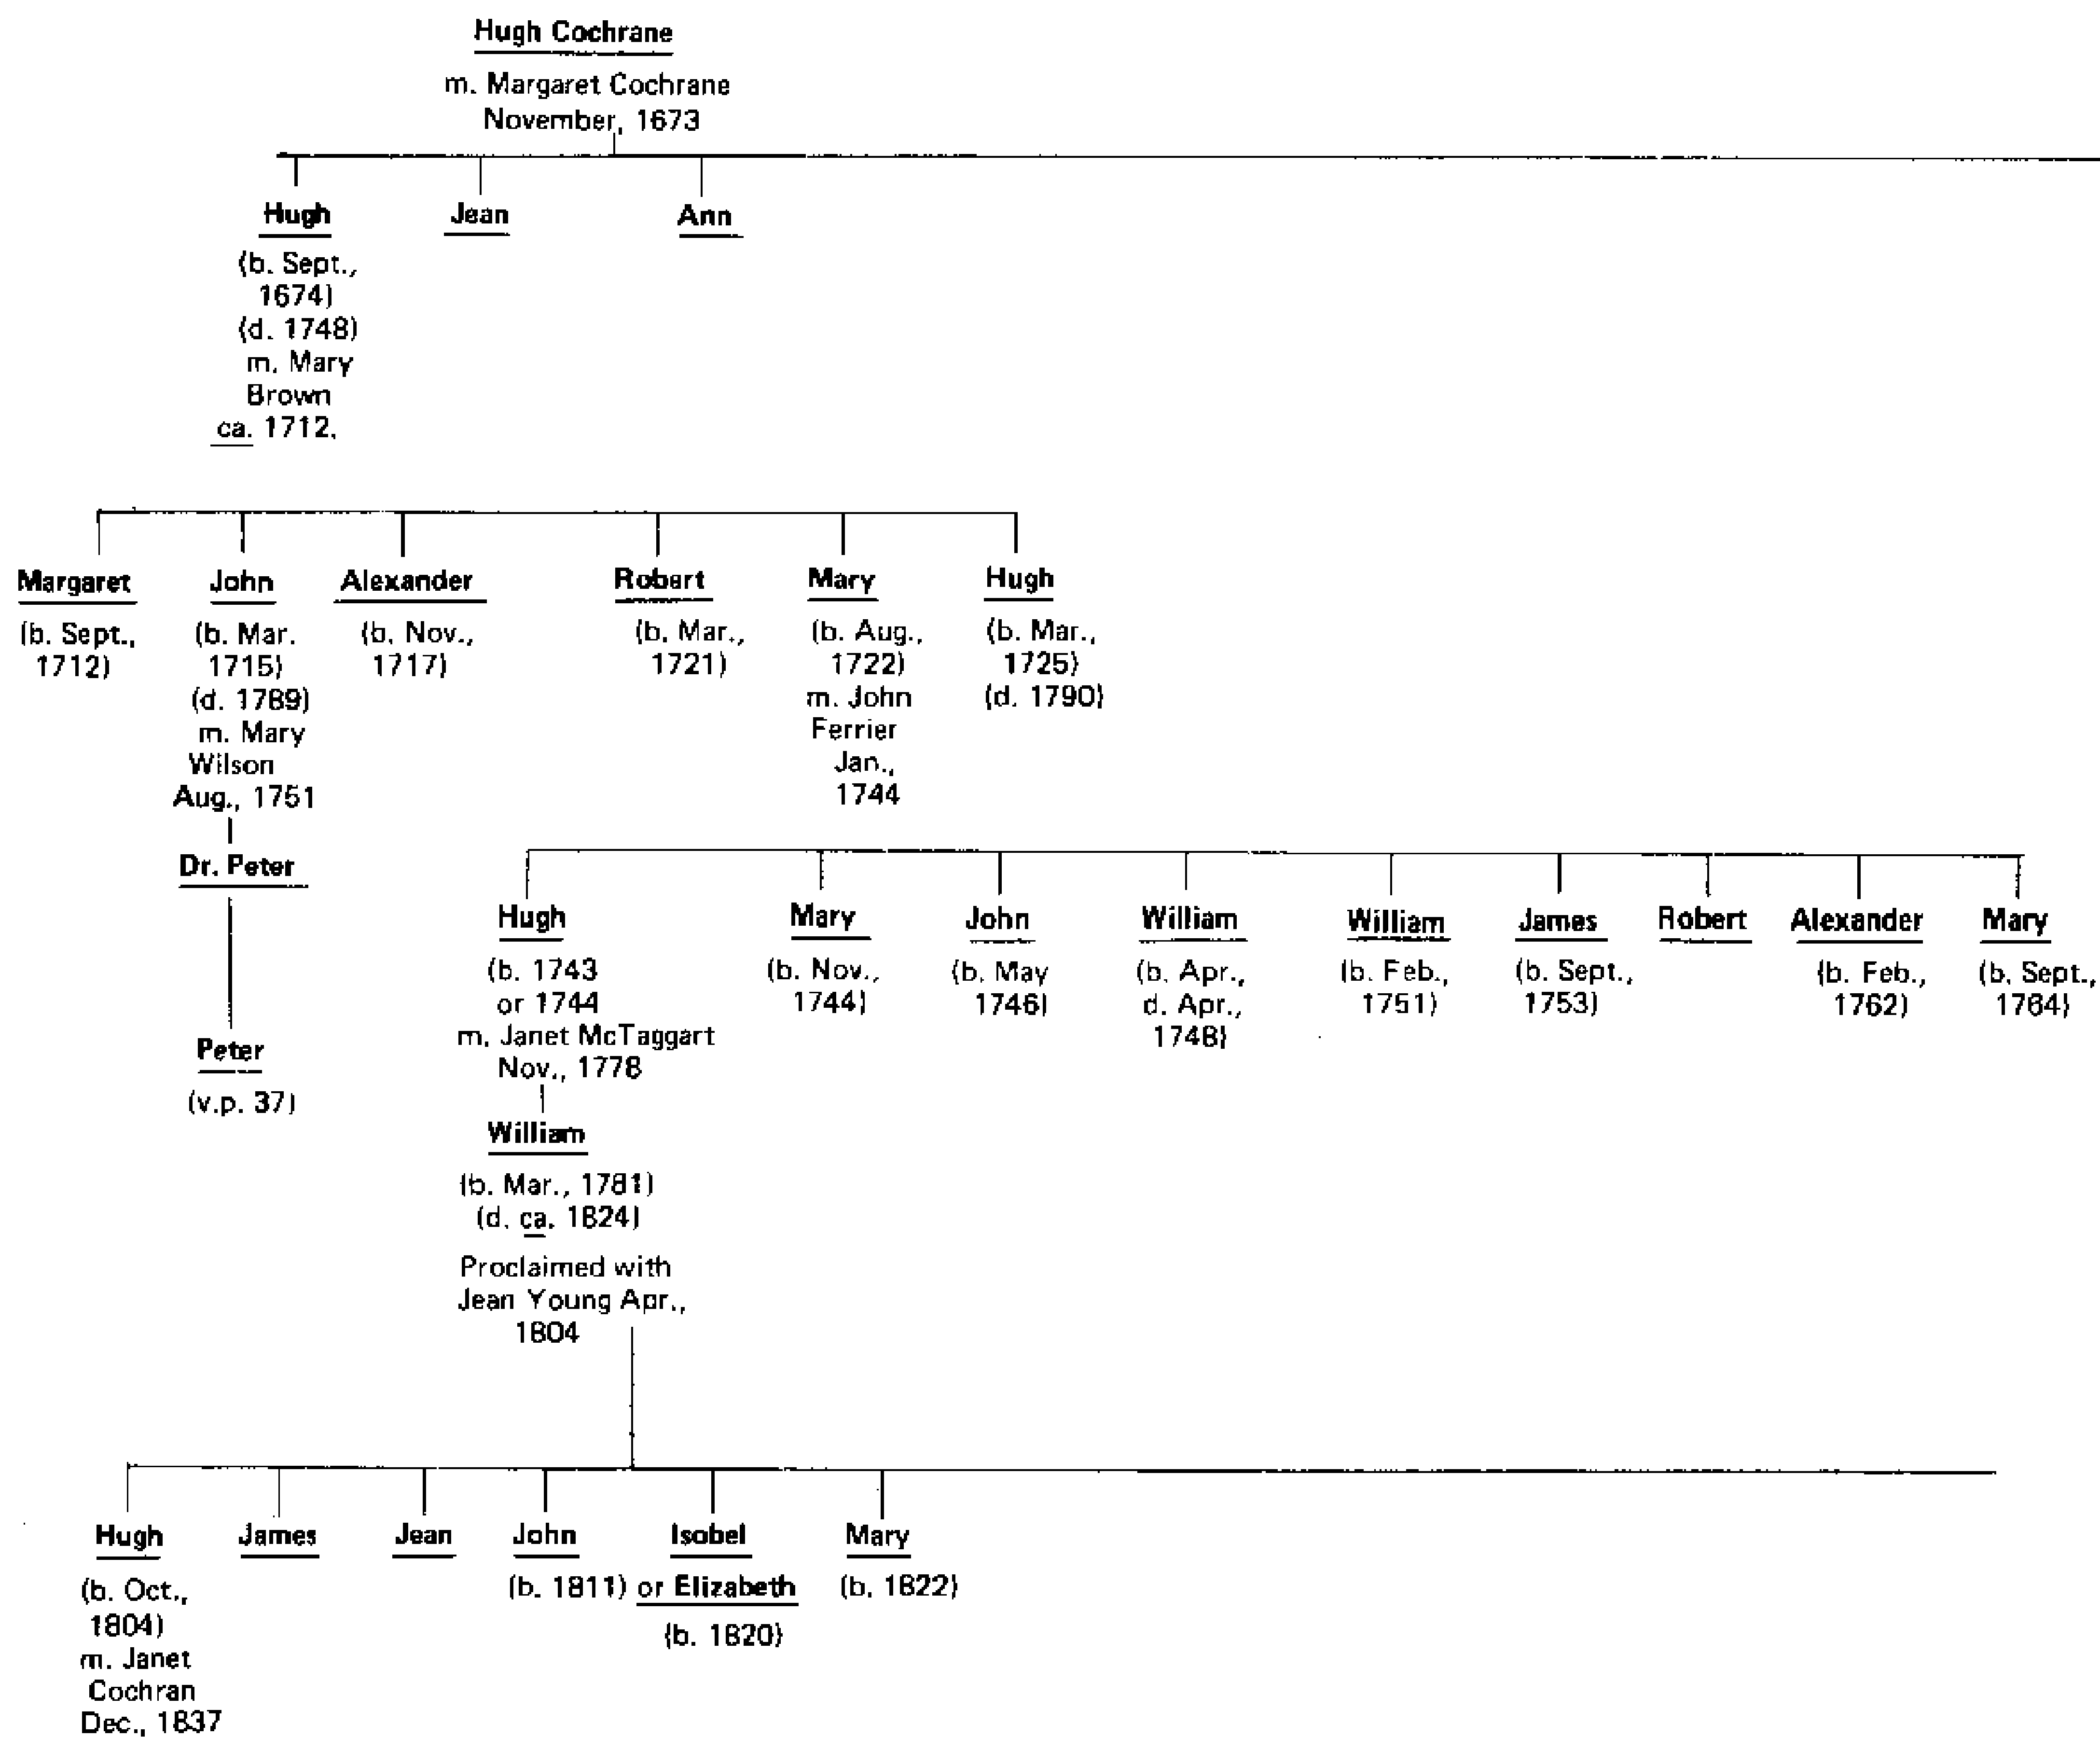 Hugh Cochrane
m. Margaret Cochrane
November, 1673
Hugh
(b. Sept.,
1674)
(d. 1748)
m. Mary
Brown
ca. 1712.
Jean
Ann
Margaret
(b. Sept.,
1712)
John
(b. Mar.
1715)
(d. 1789)
m. Mary
Wilson
Aug., 1751
Alexander
(b. Nov.,
1717)
Robert
(b. Mar.,
1721)
Mary
(b. Aug.,
1722)
m. John
Ferrier
Jan.,
1744
Hugh
(b. Mar.,
1725)
(d. 1790)
Dr. Peter
Peter
(v.p. 37)
Hugh
(b. 1743
or 1744
m. Janet McTaggart
Nov., 1778
Mary
(b. Nov.,
1744)
John
(b. May
1746)
William
(b. Apr.,
d. Apr.,
1748)
William
(b. Feb.,
1751)
James
(b. Sept.,
1753)
Robert
Alexander
(b. Feb.,
1762)
Mary
(b. Sept.,
1764)
William
(b. Mar., 1781)
(d. ca. 1824)
Proclaimed with
Jean Young Apr.,
1804
Hugh
(b. Oct.,
1804)
m. Janet
Cochran
Dec., 1837
James
Jean
John
(b. 1811)
Isobel
or Elizabeth
(b. 1820)
Mary
(b. 1822)